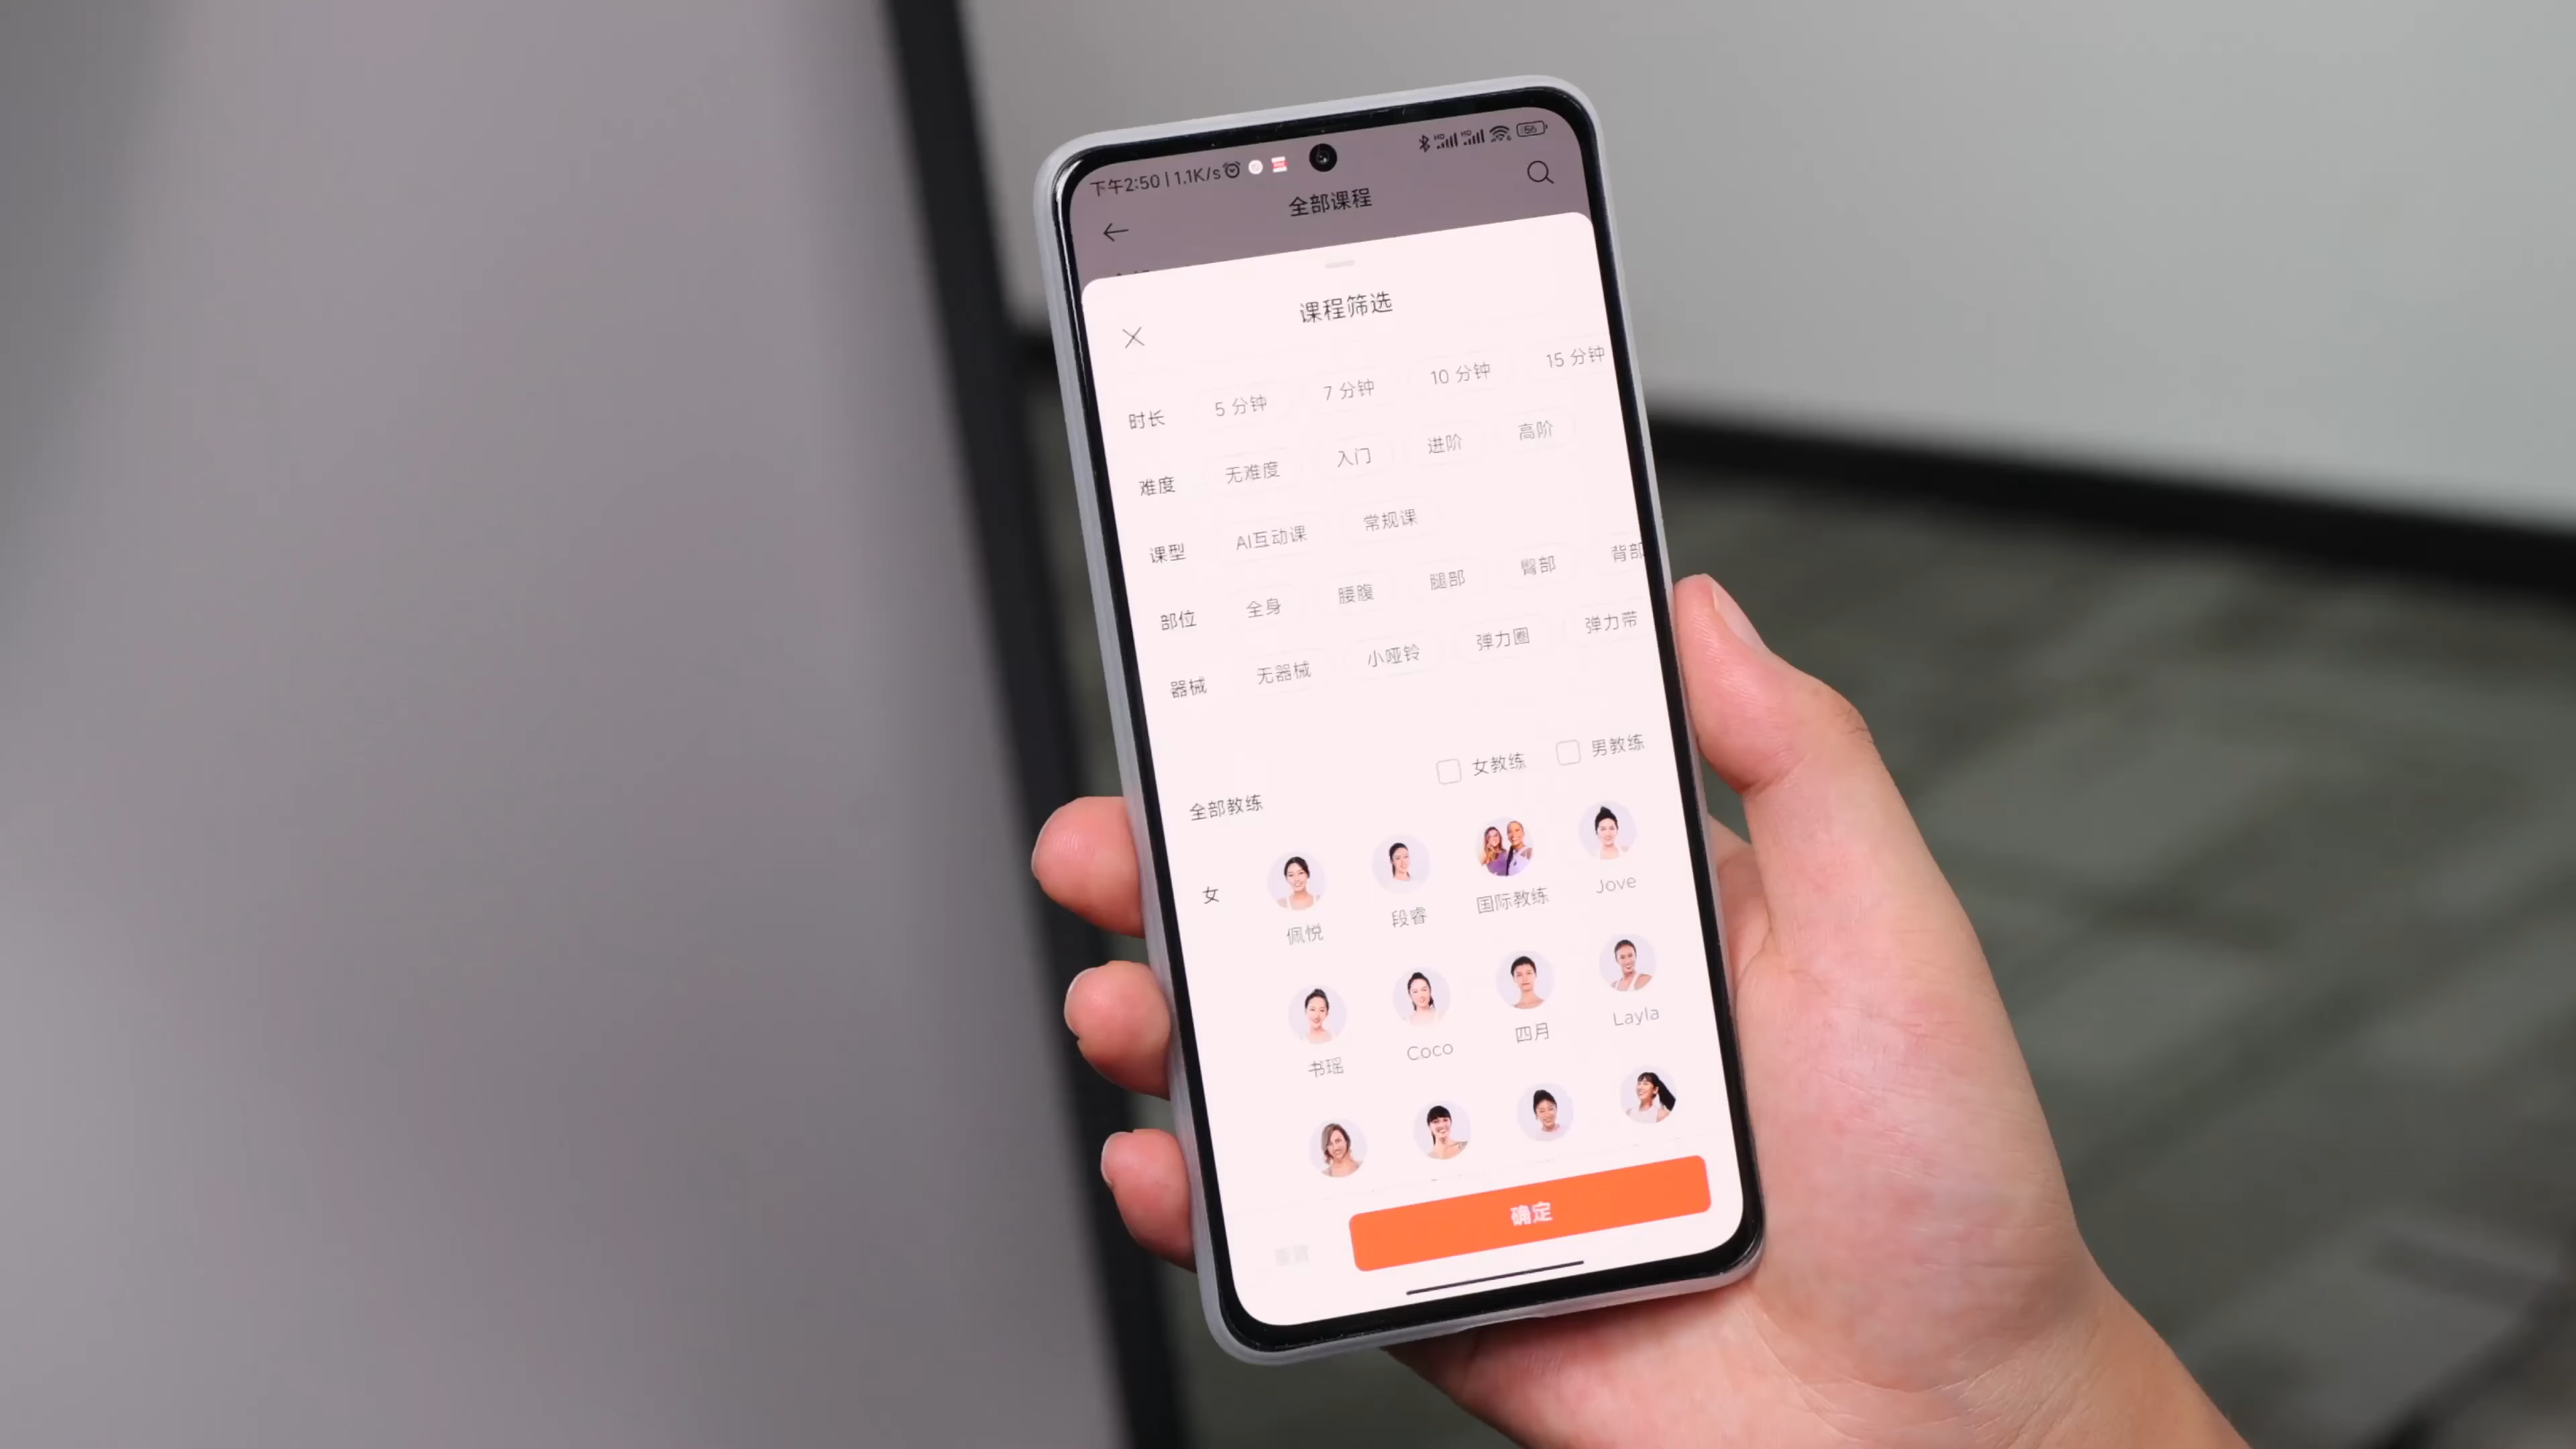 下午2:50 | 1.1K/s
56
全部课程
课程筛选
时长 5 分钟 7 分钟 10 分钟 15 分钟
难度 无难度 入门 进阶 高阶
课型 AI互动课 常规课
部位 全身 腰腹 腿部 臀部 背部
器械 无器械 小哑铃 弹力圈 弹力带
女教练 男教练
全部教练
女
佩悦 段睿 国际教练 Jove
书瑶 Coco 四月 Layla
重置 确定